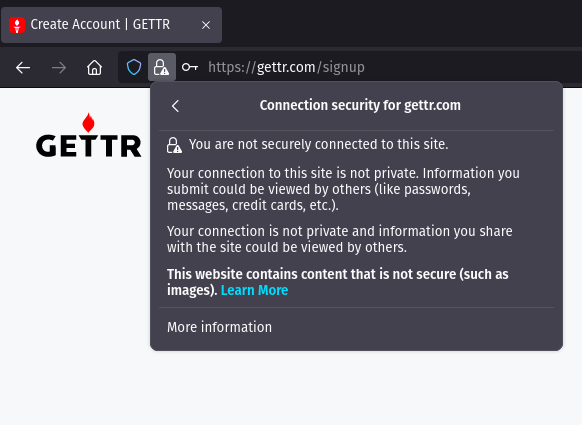 Create Account | GETTR
https://gettr.com/signup
GETTR
Connection security for gettr.com
You are not securely connected to this site.
Your connection to this site is not private. Information you
submit could be viewed by others (like passwords,
messages, credit cards, etc.).
Your connection is not private and information you share
with the site could be viewed by others.
This website contains content that is not secure (such as
images). Learn More
More information